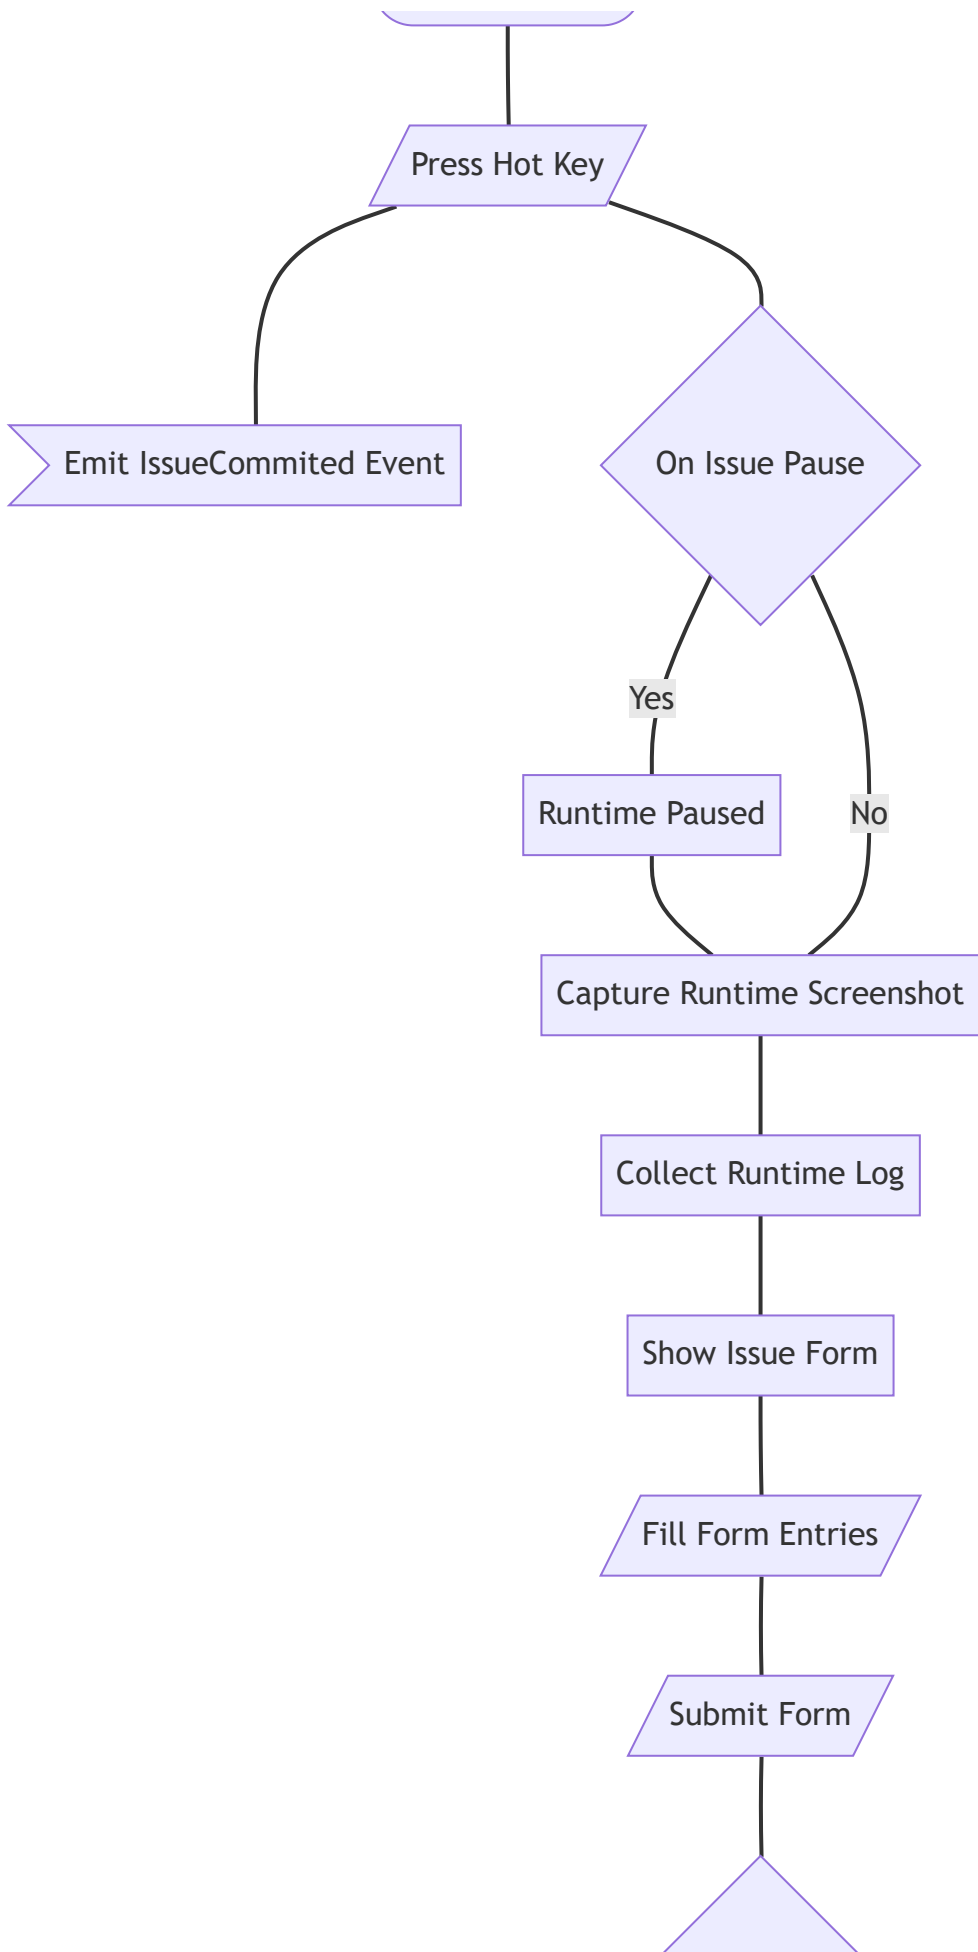 Press Hot Key
Emit IssueCommited Event
On Issue Pause
Yes
Runtime Paused
No
Capture Runtime Screenshot
Collect Runtime Log
Show Issue Form
Fill Form Entries
Submit Form